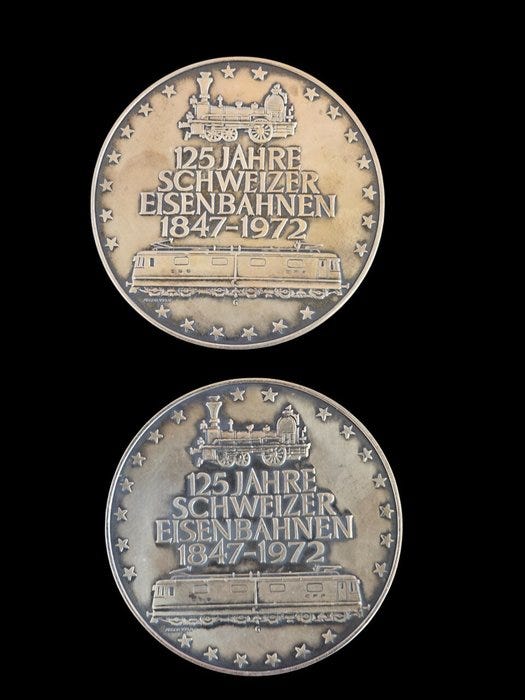 125 JAHRE
SCHWEIZER
EISENBAHNEN
1847-1972
G
125 JAHRE
SCHWEIZER
EISENBAHNEN
1847-1972
G